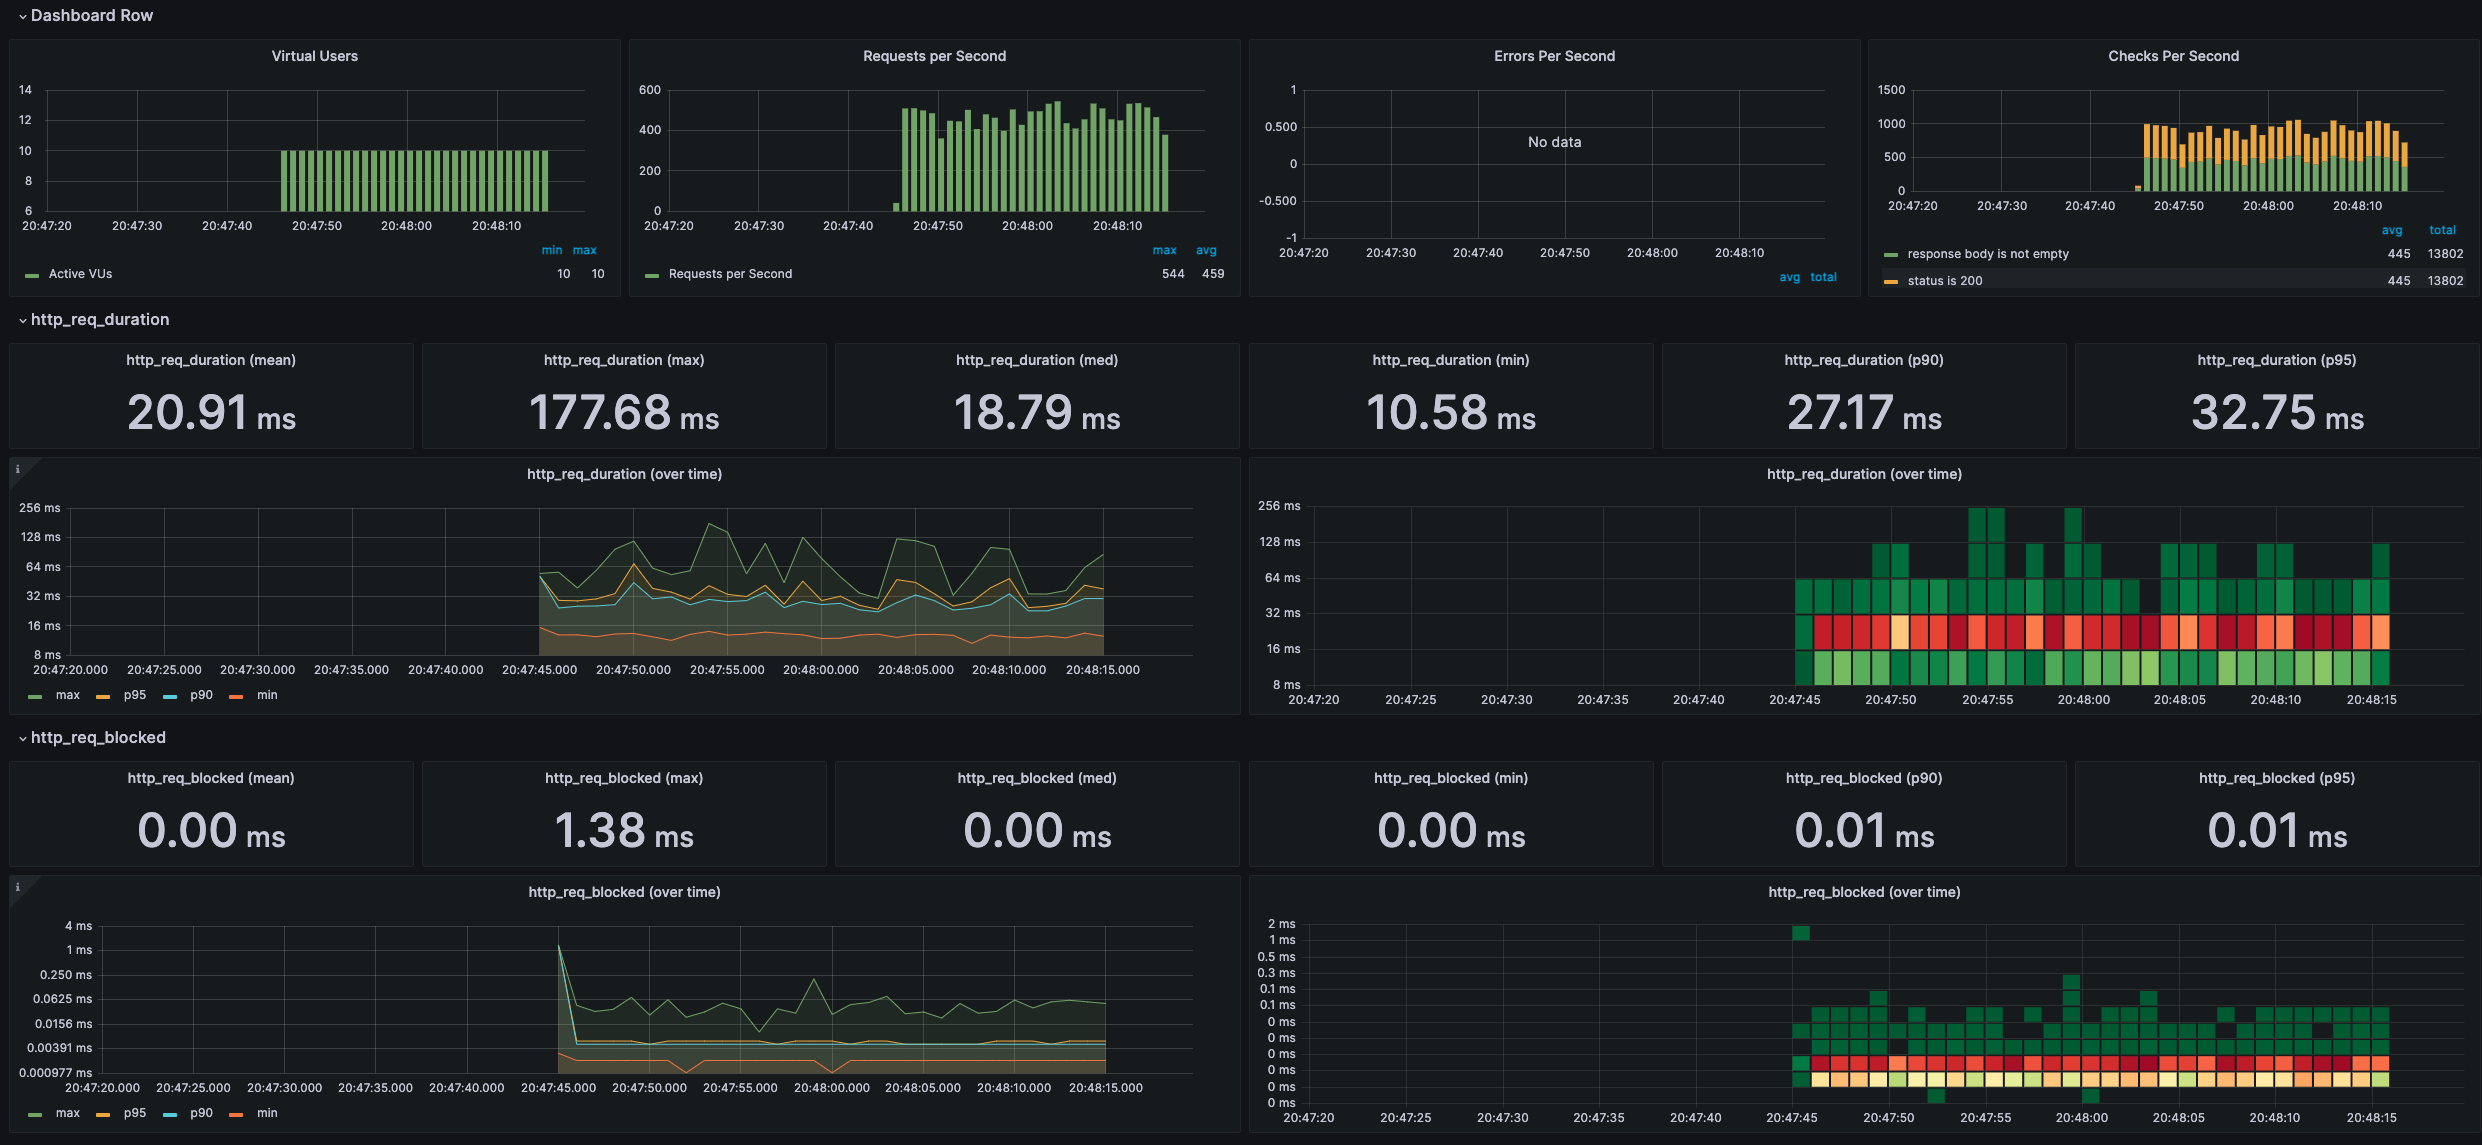 Dashboard Row
Virtual Users
14
12
10
8
6
20:47:20 20:47:30 20:47:40 20:47:50 20:48:00 20:48:10
min max
Active VUs 10 10
Requests per Second
600
400
200
0
20:47:20 20:47:30 20:47:40 20:47:50 20:48:00 20:48:10
max avg
Requests per Second 544 459
Errors Per Second
1
0.500
0
-0.500
-1
No data
20:47:20 20:47:30 20:47:40 20:47:50 20:48:00 20:48:10
avg total
Checks Per Second
1500
1000
500
0
20:47:20 20:47:30 20:47:40 20:47:50 20:48:00 20:48:10
avg total
response body is not empty 445 13802
status is 200 445 13802
http_req_duration
http_req_duration (mean)
20.91 ms
http_req_duration (max)
177.68 ms
http_req_duration (med)
18.79 ms
http_req_duration (min)
10.58 ms
http_req_duration (p90)
27.17 ms
http_req_duration (p95)
32.75 ms
i
http_req_duration (over time)
256 ms
128 ms
64 ms
32 ms
16 ms
8 ms
20:47:20.000 20:47:25.000 20:47:30.000 20:47:35.000 20:47:40.000 20:47:45.000 20:47:50.000 20:47:55.000 20:48:00.000 20:48:05.000 20:48:10.000 20:48:15.000
max p95 p90 min
http_req_duration (over time)
256 ms
128 ms
64 ms
32 ms
16 ms
8 ms
20:47:20 20:47:25 20:47:30 20:47:35 20:47:40 20:47:45 20:47:50 20:47:55 20:48:00 20:48:05 20:48:10 20:48:15
http_req_blocked
http_req_blocked (mean)
0.00 ms
http_req_blocked (max)
1.38 ms
http_req_blocked (med)
0.00 ms
http_req_blocked (min)
0.00 ms
http_req_blocked (p90)
0.01 ms
http_req_blocked (p95)
0.01 ms
i
http_req_blocked (over time)
4 ms
1 ms
0.250 ms
0.0625 ms
0.0156 ms
0.00391 ms
0.000977 ms
20:47:20.000 20:47:25.000 20:47:30.000 20:47:35.000 20:47:40.000 20:47:45.000 20:47:50.000 20:47:55.000 20:48:00.000 20:48:05.000 20:48:10.000 20:48:15.000
max p95 p90 min
http_req_blocked (over time)
2 ms
1 ms
0.5 ms
0.3 ms
0.1 ms
0.1 ms
0 ms
0 ms
0 ms
0 ms
0 ms
0 ms
20:47:20 20:47:25 20:47:30 20:47:35 20:47:40 20:47:45 20:47:50 20:47:55 20:48:00 20:48:05 20:48:10 20:48:15